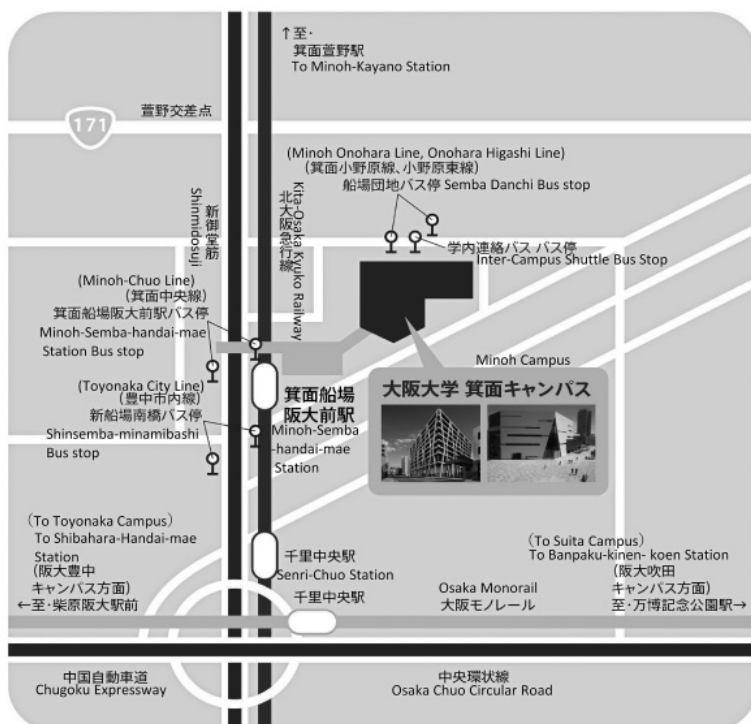 ↑至･
箕面萱野駅
To Minoh-Kayano Station
萱野交差点
171
(Minoh Onohara Line, Onohara Higashi Line)
(箕面小野原線、小野原東線)
船場団地バス停 Semba Danchi Bus stop
新御堂筋
Shinmidosuji
Kita-Osaka Kyuko Railway
北大阪急行線
学内連絡バス バス停
Inter-Campus Shuttle Bus Stop
(Minoh-Chuo Line)
(箕面中央線)
箕面船場阪大前駅バス停
Minoh-Semba-handai-mae
Station Bus stop
Minoh Campus
大阪大学 箕面キャンパス
(Toyonaka City Line)
(豊中市内線)
新船場南橋バス停
Shinsemba-minamibashi
Bus stop
箕面船場
阪大前駅
Minoh-Semba
-handai-mae
Station
(To Toyonaka Campus)
To Shibahara-Handai-mae
Station
(阪大豊中
キャンパス方面)
←至･柴原阪大駅前
千里中央駅
Senri-Chuo Station
千里中央駅
Osaka Monorail
大阪モノレール
(To Suita Campus)
To Banpaku-kinen- koen Station
(阪大吹田
キャンパス方面)
至･万博記念公園駅→
中国自動車道
Chugoku Expressway
中央環状線
Osaka Chuo Circular Road